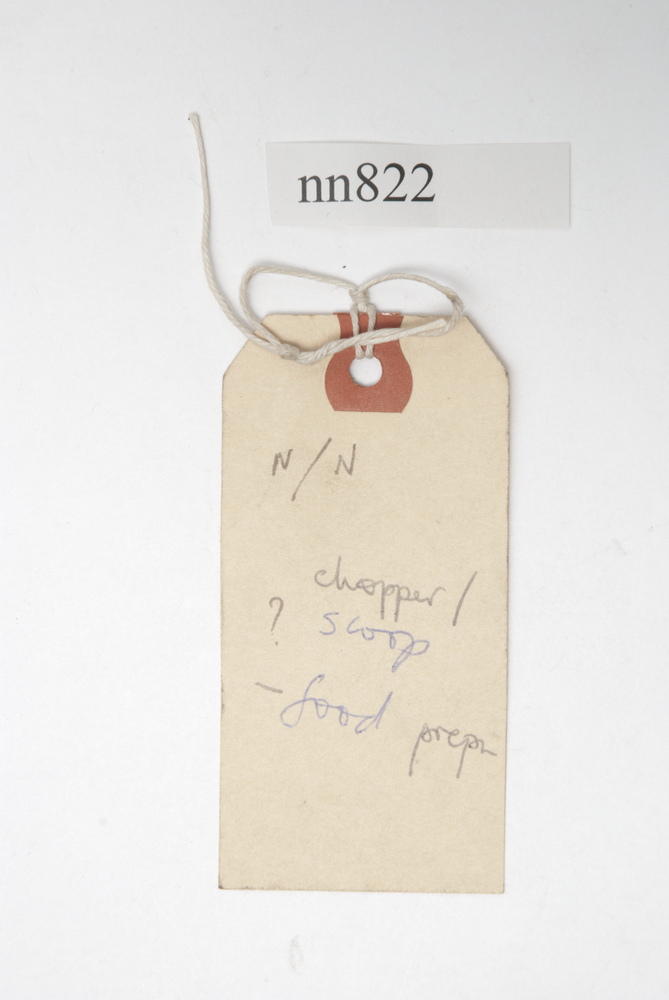 nn822
N/N
chopper/
? scoop
- food prepn